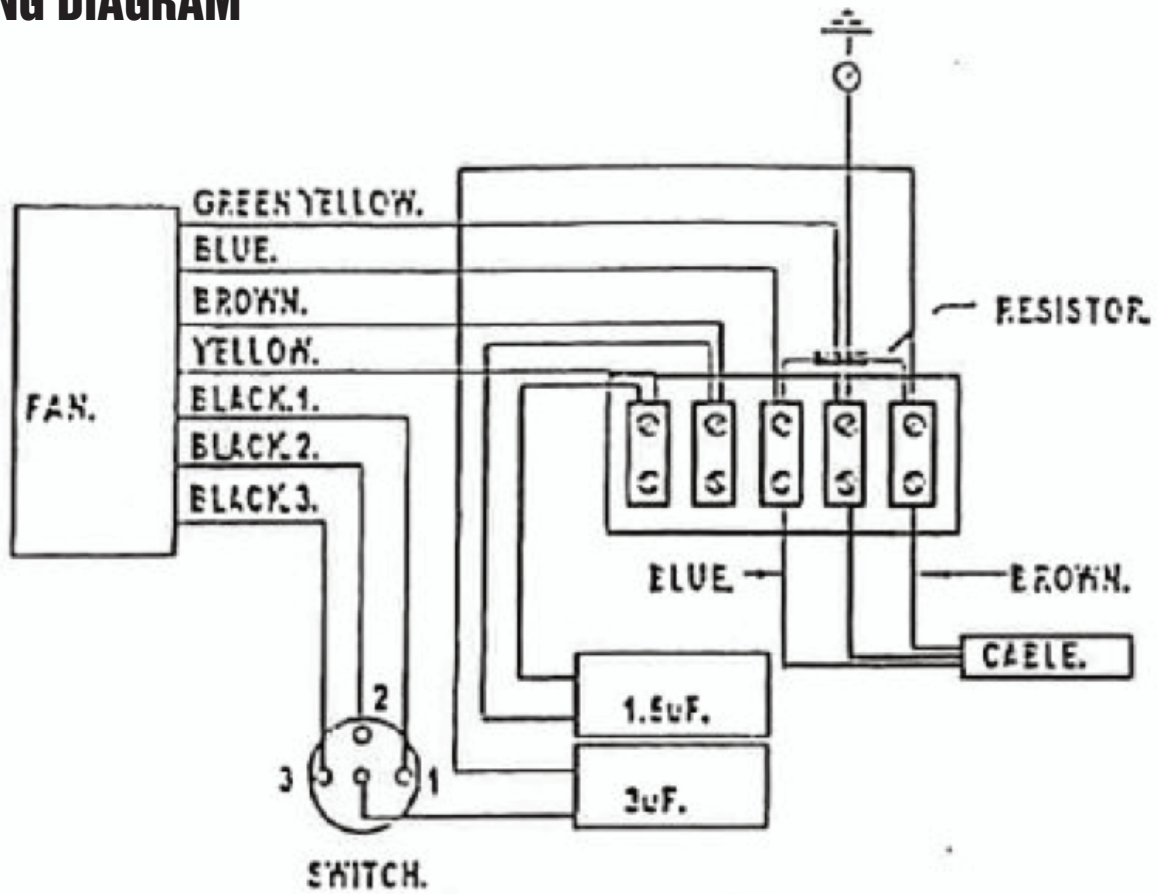 NG DIAGRAM
GREEN YELLOW.
BLUE.
BROWN.
YELLOW.
BLACK.1.
BLACK.2.
BLACK.3.
FAN.
RESISTOR.
BLUE
BROWN.
CABLE.
1.5uF.
2
3
1
SWITCH.